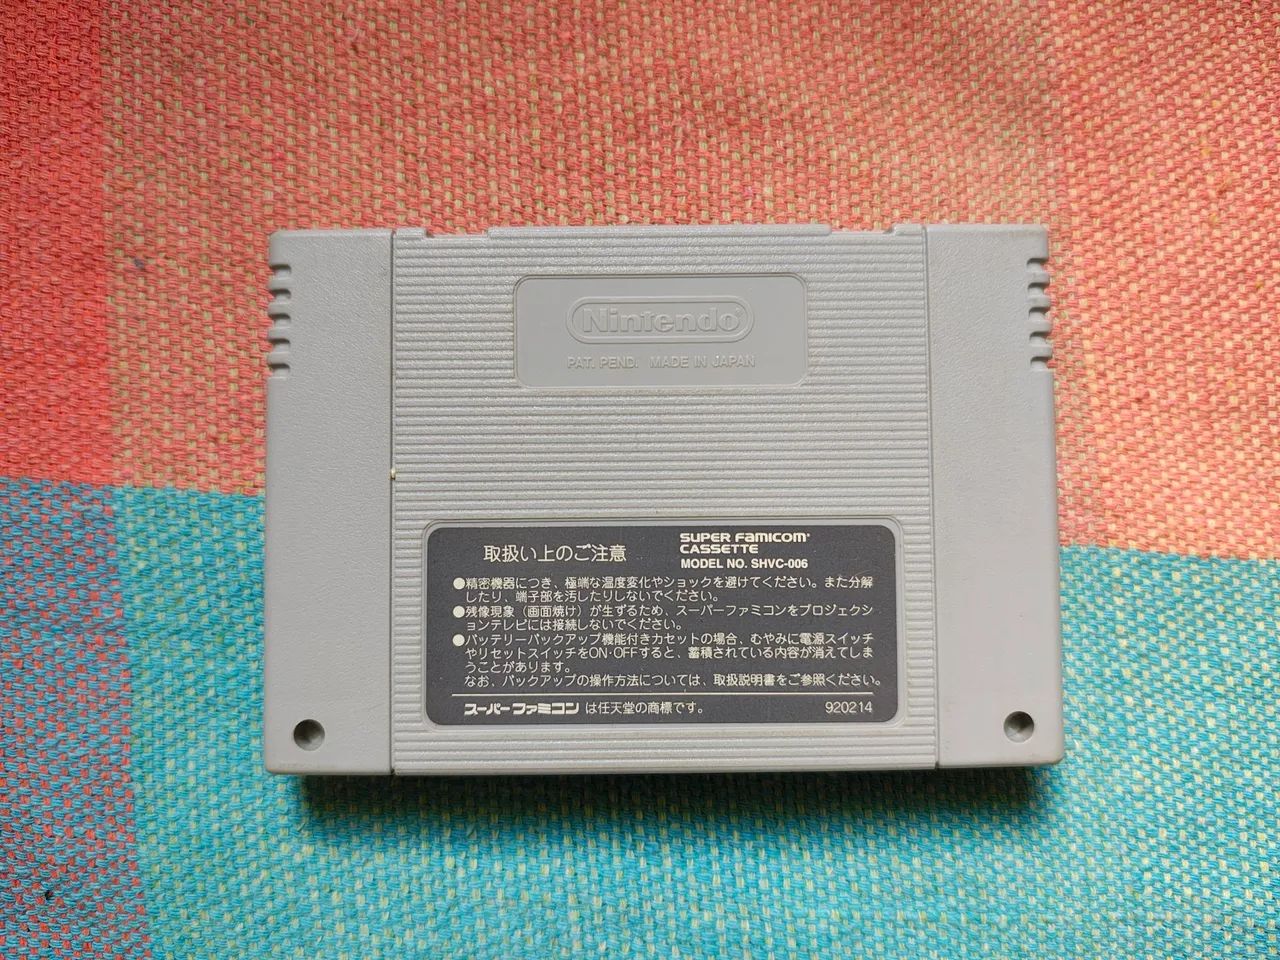 Nintendo
PAT. PEND. MADE IN JAPAN
取扱い上のご注意
SUPER FAMICOM
CASSETTE
MODEL NO. SHVC-006
●精密機器につき、極端な温度変化やショックを避けてください。また分解
したり、端子部を汚したりしないでください。
●残像現象（画面焼け）が生ずるため、スーパーファミコンをプロジェクシ
ョンテレビには接続しないでください。
●バッテリーバックアップ機能付きカセットの場合、むやみに電源スイッチ
やリセットスイッチをON·OFFすると、蓄積されている内容が消えてしま
うことがあります。
なお、バックアップの操作方法については、取扱説明書をご参照ください。
スーパーファミコン は任天堂の商標です。
920214